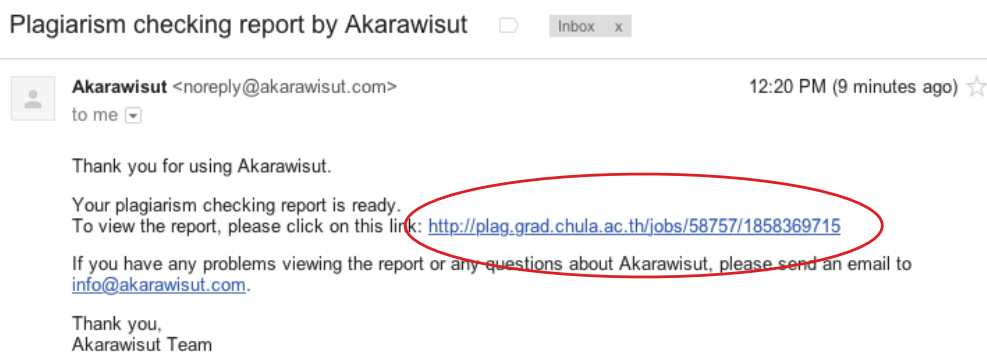 Plagiarism checking report by Akarawisut
Inbox x
Akarawisut <noreply@akarawisut.com>
12:20 PM (9 minutes ago)
to me
Thank you for using Akarawisut.
Your plagiarism checking report is ready.
To view the report, please click on this link: http://plag.grad.chula.ac.th/jobs/58757/1858369715
If you have any problems viewing the report or any questions about Akarawisut, please send an email to
info@akarawisut.com.
Thank you,
Akarawisut Team